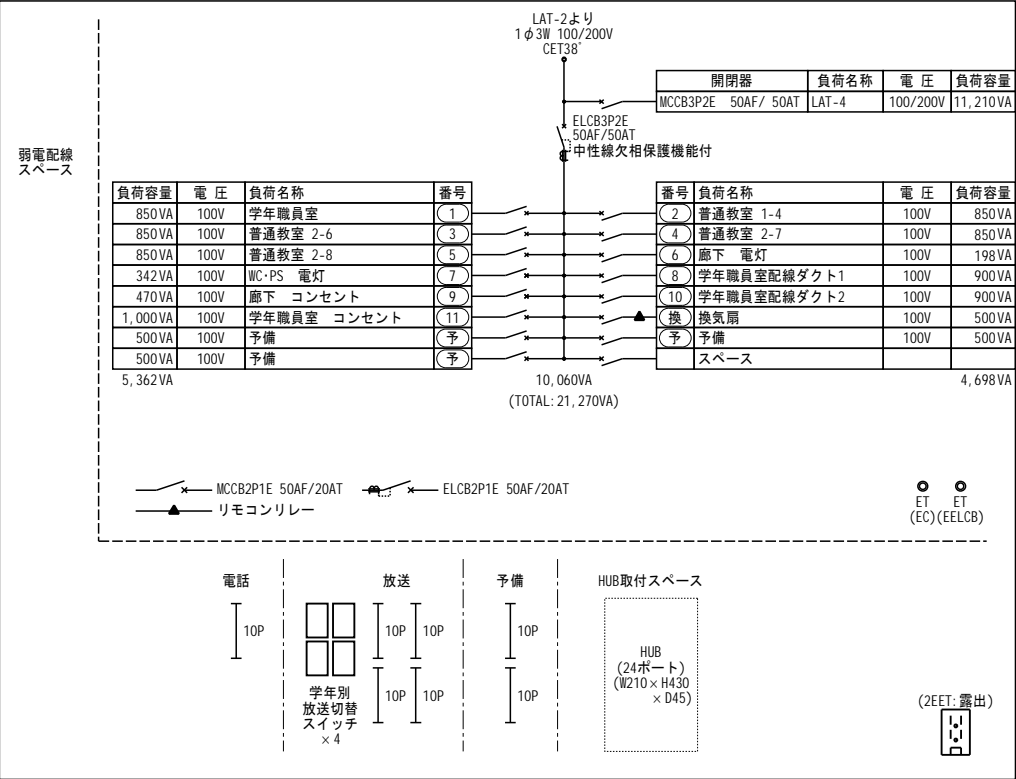 LAT-2より
1φ3W 100/200V
CET38°
開閉器 負荷名称 電 圧 負荷容量
MCCB3P2E 50AF/ 50AT LAT-4 100/200V 11,210VA
ELCB3P2E
50AF/50AT
中性線欠相保護機能付
弱電配線
スペース
負荷容量 電 圧 負荷名称 番号
850VA 100V 学年職員室 1
850VA 100V 普通教室 2-6 3
850VA 100V 普通教室 2-8 5
342VA 100V WC・PS 電灯 7
470VA 100V 廊下 コンセント 9
1,000VA 100V 学年職員室 コンセント 11
500VA 100V 予備 予
500VA 100V 予備 予
5,362VA
番号 負荷名称 電 圧 負荷容量
2 普通教室 1-4 100V 850VA
4 普通教室 2-7 100V 850VA
6 廊下 電灯 100V 198VA
8 学年職員室配線ダクト1 100V 900VA
10 学年職員室配線ダクト2 100V 900VA
換 換気扇 100V 500VA
予 予備 100V 500VA
スペース
4,698VA
10,060VA
(TOTAL:21,270VA)
MCCB2P1E 50AF/20AT
ELCB2P1E 50AF/20AT
リモコンリレー
ET ET
(EC)(EELCB)
電話
10P
放送
10P 10P
10P 10P
学年別
放送切替
スイッチ
×4
予備
10P
10P
HUB取付スペース
HUB
(24ポート)
(W210×H430
×D45)
(2EET:露出)